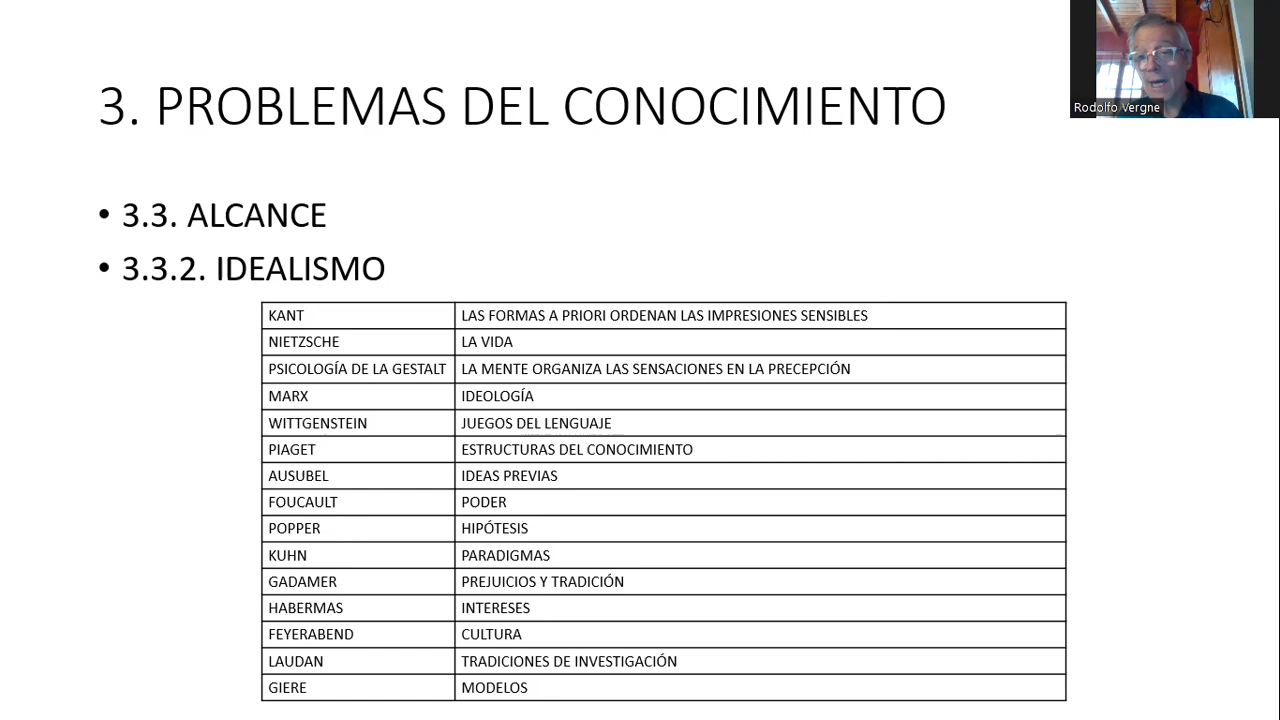 Rodolfo Vergne
3. PROBLEMAS DEL CONOCIMIENTO
• 3.3. ALCANCE
• 3.3.2. IDEALISMO
KANT LAS FORMAS A PRIORI ORDENAN LAS IMPRESIONES SENSIBLES
NIETZSCHE LA VIDA
PSICOLOGÍA DE LA GESTALT LA MENTE ORGANIZA LAS SENSACIONES EN LA PRECEPCIÓN
MARX IDEOLOGÍA
WITTGENSTEIN JUEGOS DEL LENGUAJE
PIAGET ESTRUCTURAS DEL CONOCIMIENTO
AUSUBEL IDEAS PREVIAS
FOUCAULT PODER
POPPER HIPÓTESIS
KUHN PARADIGMAS
GADAMER PREJUICIOS Y TRADICIÓN
HABERMAS INTERESES
FEYERABEND CULTURA
LAUDAN TRADICIONES DE INVESTIGACIÓN
GIERE MODELOS